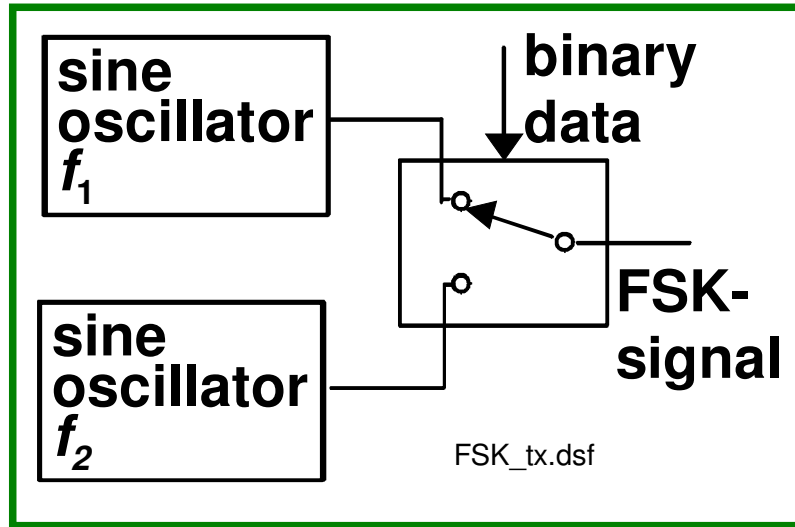 sine
oscillator
f1
binary
data
FSK-
signal
sine
oscillator
f2
FSK_tx.dsf